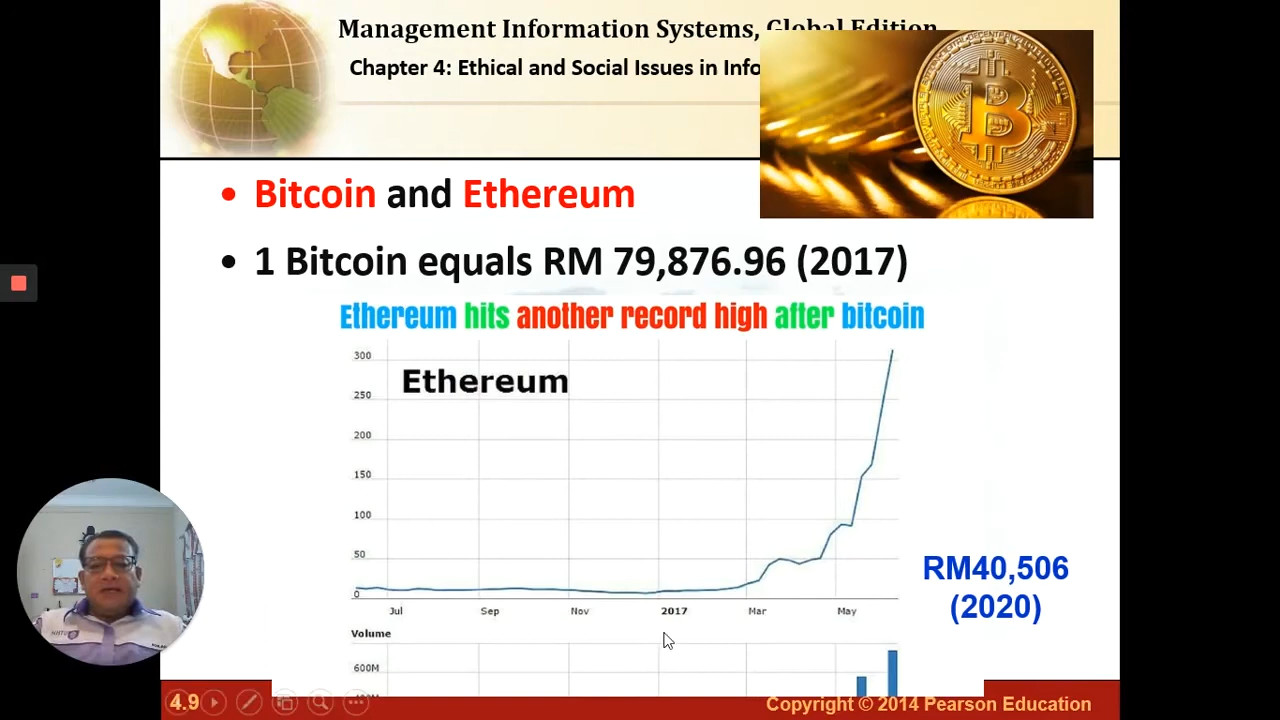 Management Information Systems, Global Edition
Chapter 4: Ethical and Social Issues in Info
• Bitcoin and Ethereum
• 1 Bitcoin equals RM 79,876.96 (2017)
Ethereum hits another record high after bitcoin
Ethereum
300
250
200
150
100
50
0
Jul Sep Nov 2017 Mar May
Volume
600M
RM40,506
(2020)
4.9
Copyright © 2014 Pearson Education